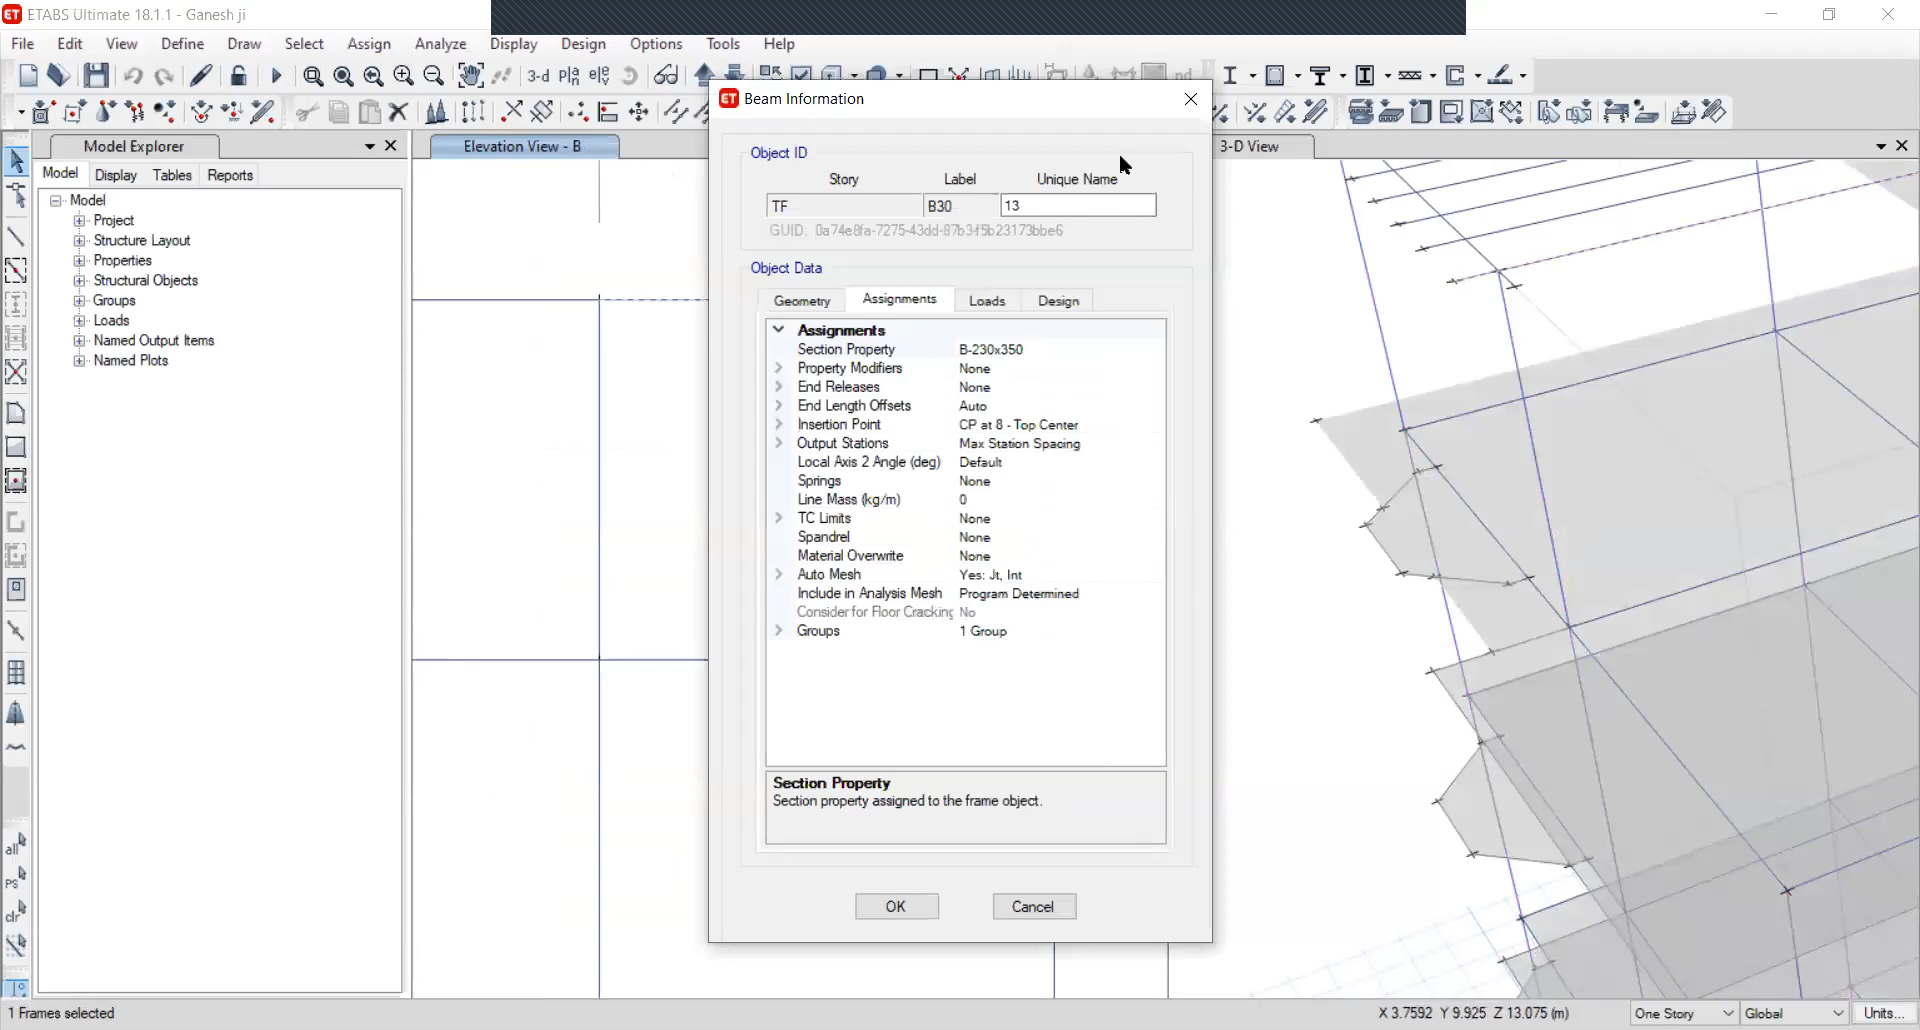 ETABS Ultimate 18.1.1 - Ganesh ji
File Edit View Define Draw Select Assign Analyze Display Design Options Tools Help
3-d
Model Explorer
Elevation View - B
3-D View
Model Display Tables Reports
Model
Project
Structure Layout
Properties
Structural Objects
Groups
Loads
Named Output Items
Named Plots
all
PS
clr
Beam Information
Object ID
Story Label Unique Name
TF B30 13
GUID: 0a74e8fa-7275-43dd-87b3-f5b23173bbe6
Object Data
Geometry Assignments Loads Design
Assignments
Section Property B-230x350
Property Modifiers None
End Releases None
End Length Offsets Auto
Insertion Point CP at 8 - Top Center
Output Stations Max Station Spacing
Local Axis 2 Angle (deg) Default
Springs None
Line Mass (kg/m) 0
TC Limits None
Spandrel None
Material Overwrite None
Auto Mesh Yes: Jt, Int
Include in Analysis Mesh Program Determined
Consider for Floor Cracking No
Groups 1 Group
Section Property
Section property assigned to the frame object.
OK Cancel
1 Frames selected
X 3.7592 Y 9.925 Z 13.075 (m)
One Story Global Units...